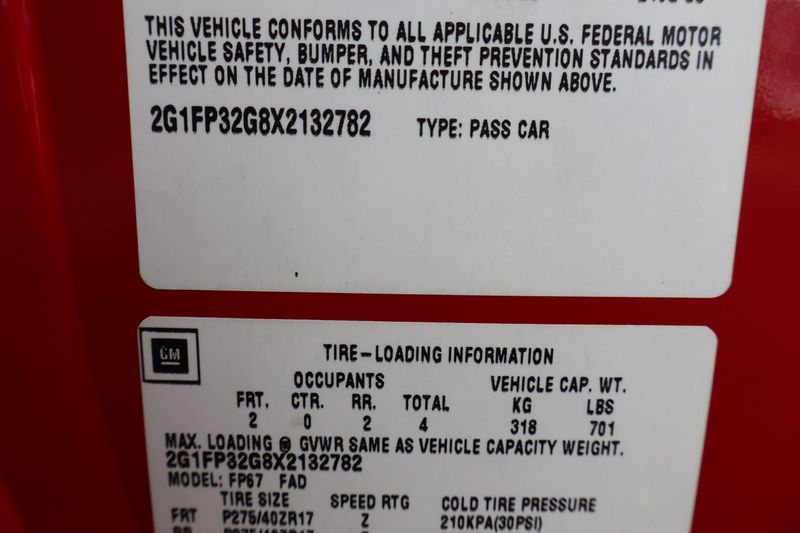 THIS VEHICLE CONFORMS TO ALL APPLICABLE U.S. FEDERAL MOTOR
VEHICLE SAFETY, BUMPER, AND THEFT PREVENTION STANDARDS IN
EFFECT ON THE DATE OF MANUFACTURE SHOWN ABOVE.
2G1FP32G8X2132782 TYPE: PASS CAR
GM
TIRE–LOADING INFORMATION
OCCUPANTS VEHICLE CAP. WT.
FRT. CTR. RR. TOTAL KG LBS
2 0 2 4 318 701
MAX. LOADING @ GVWR SAME AS VEHICLE CAPACITY WEIGHT.
2G1FP32G8X2132782
MODEL: FP67 FAD
TIRE SIZE SPEED RTG COLD TIRE PRESSURE
FRT P275/40ZR17 Z 210KPA(30PSI)